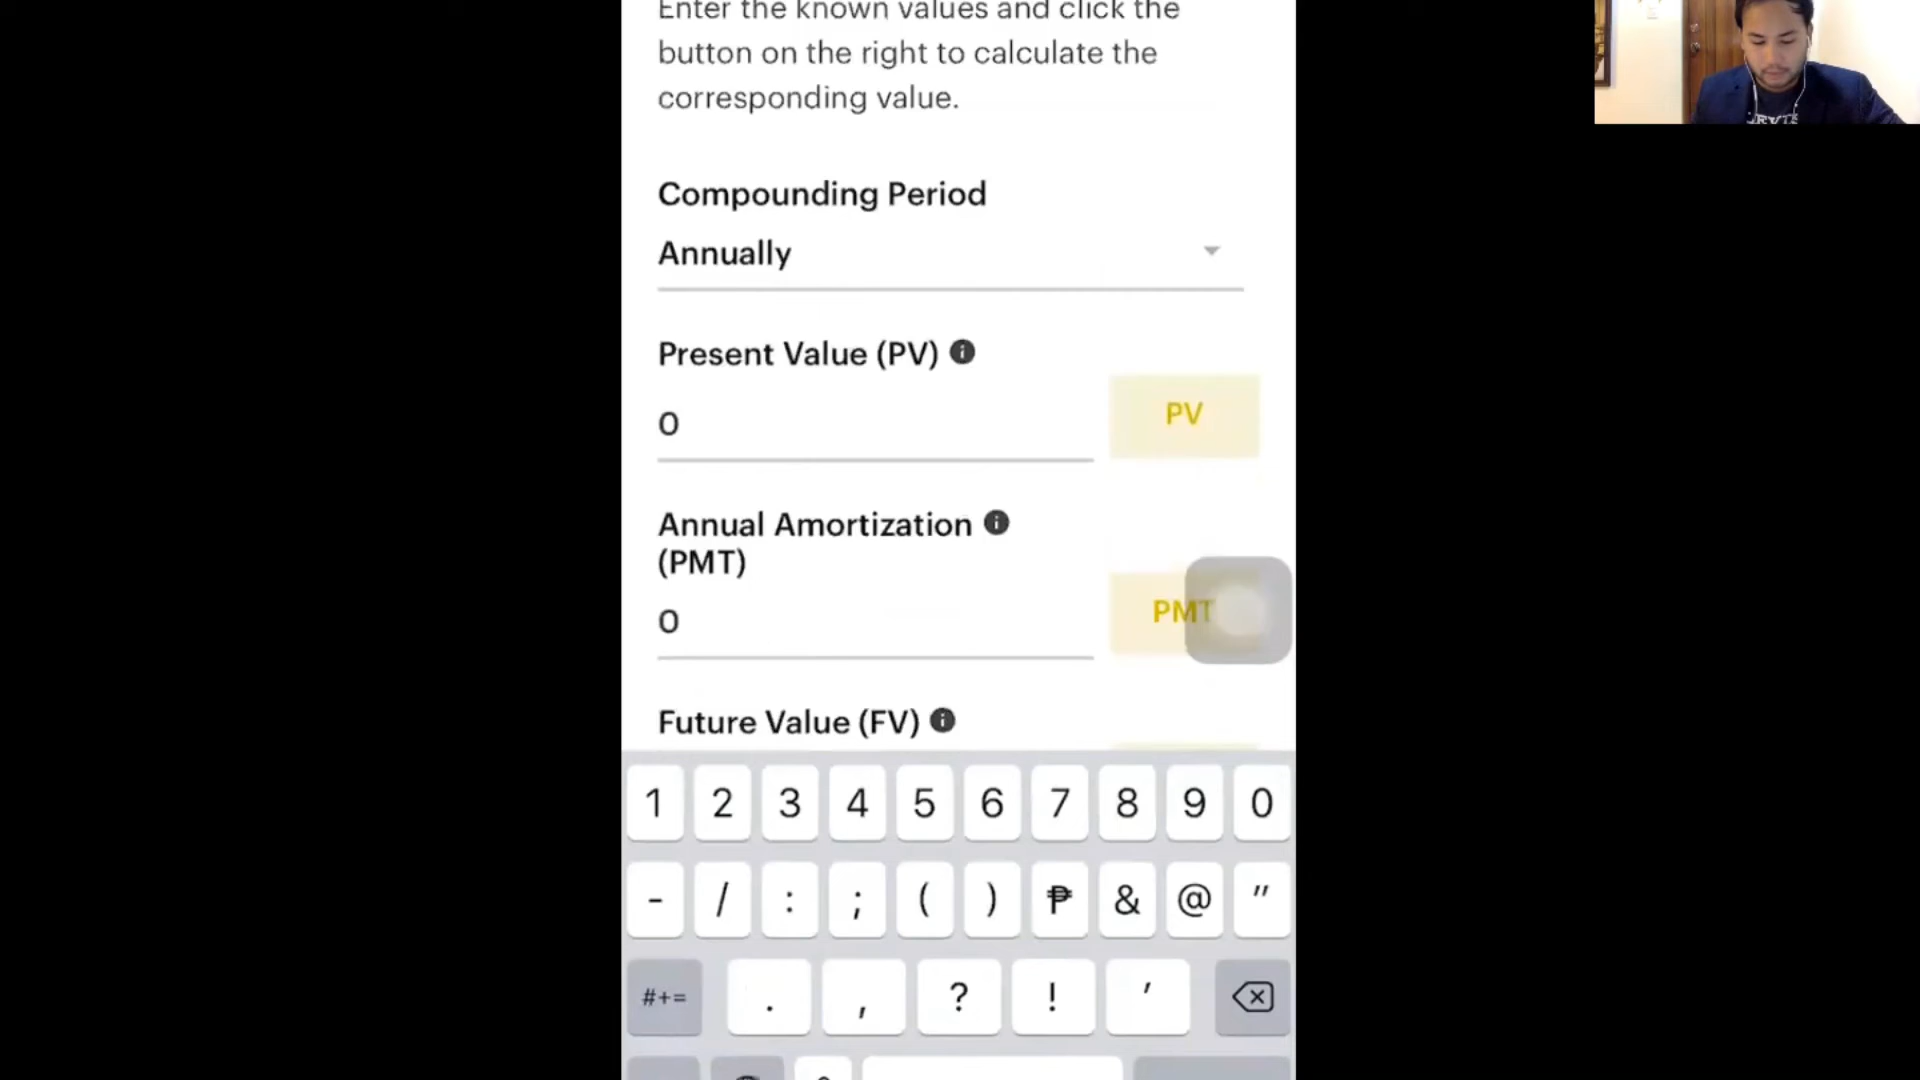 Enter the known values and click the
button on the right to calculate the
corresponding value.
Compounding Period
Annually
Present Value (PV)
0
PV
Annual Amortization
(PMT)
0
PMT
Future Value (FV)
1 2 3 4 5 6 7 8 9 0
- / : ; ( ) ₱ & @ "
#+= . , ? ! '